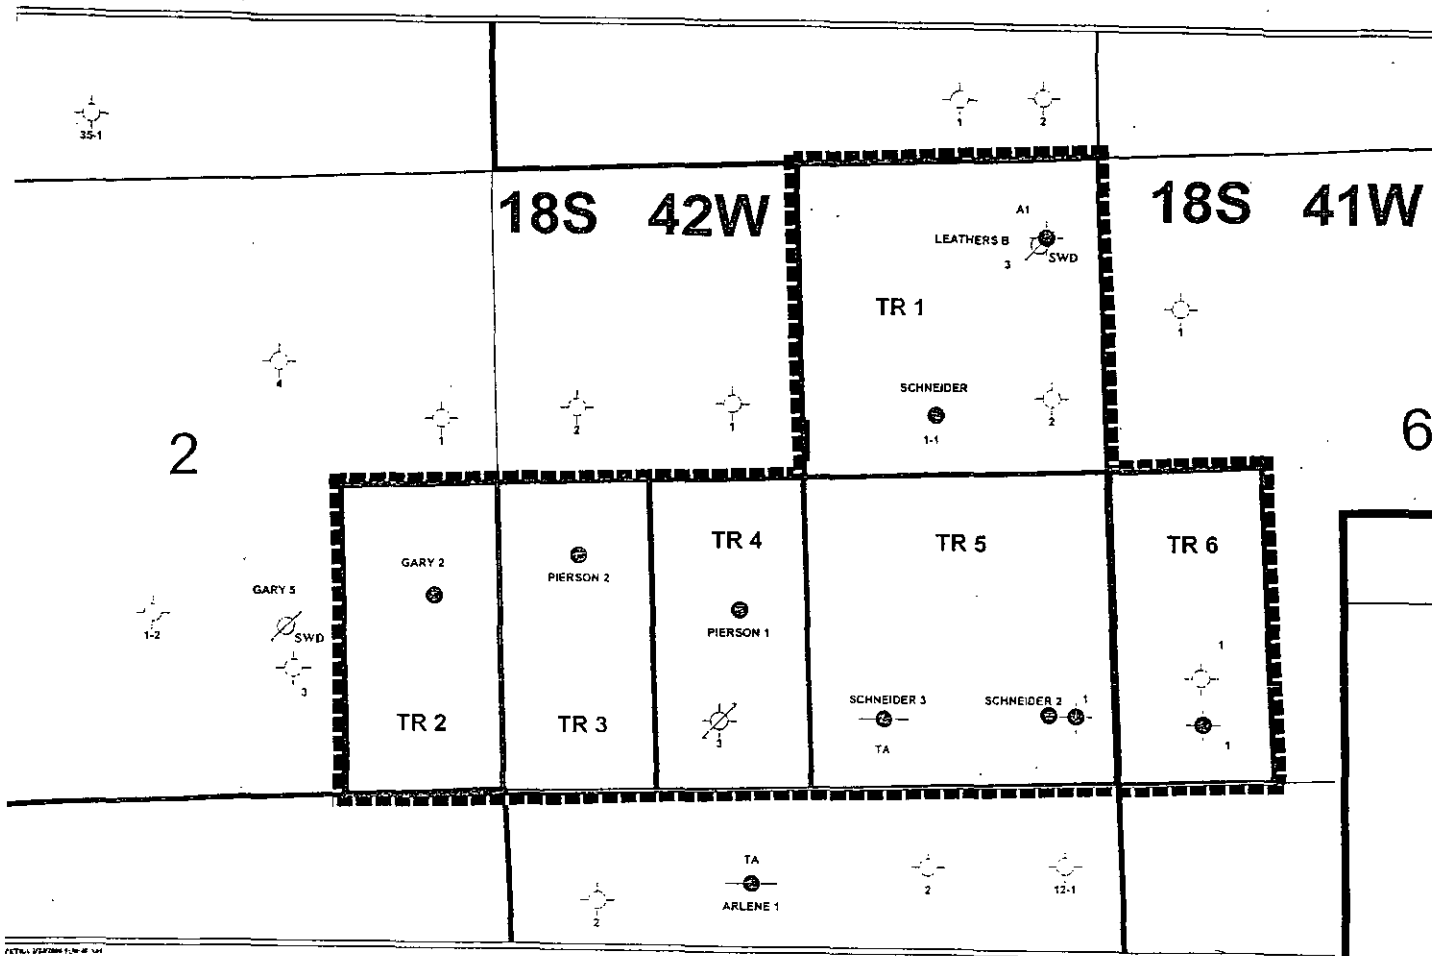 1
2
35-1
18S 42W
18S 41W
A1
LEATHERS B
3
SWD
TR 1
1
4
SCHNEIDER
1-1
2
1
2
1
2
6
TR 4
TR 5
TR 6
GARY 2
PIERSON 2
GARY 5
SWD
1-2
PIERSON 1
3
1
SCHNEIDER 3
SCHNEIDER 2
1
TR 2
TR 3
3
TA
1
1
TA
2
12-1
ARLENE 1
2